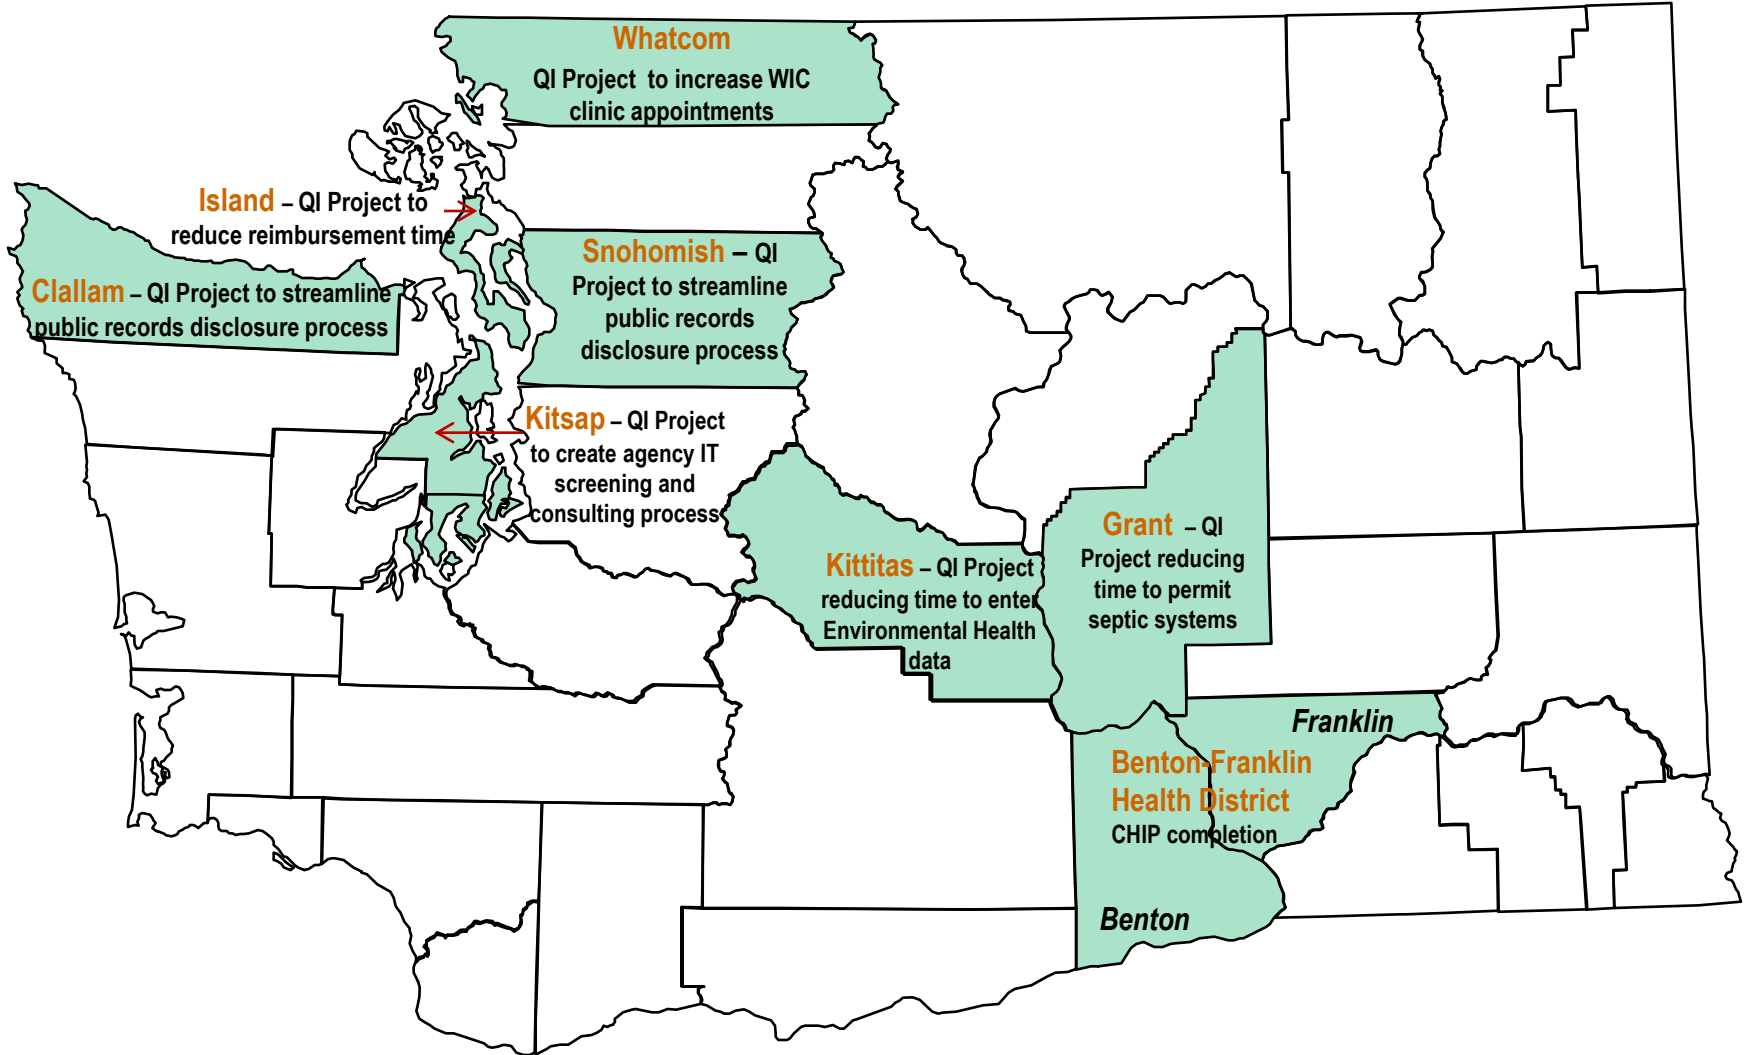 Whatcom
QI Project to increase WIC
clinic appointments
Island – QI Project to
reduce reimbursement time
Clallam – QI Project to streamline
public records disclosure process
Snohomish – QI
Project to streamline
public records
disclosure process
Kitsap – QI Project
to create agency IT
screening and
consulting process
Kittitas – QI Project
reducing time to enter
Environmental Health
data
Grant – QI
Project reducing
time to permit
septic systems
Franklin
Benton-Franklin
Health District
CHIP completion
Benton